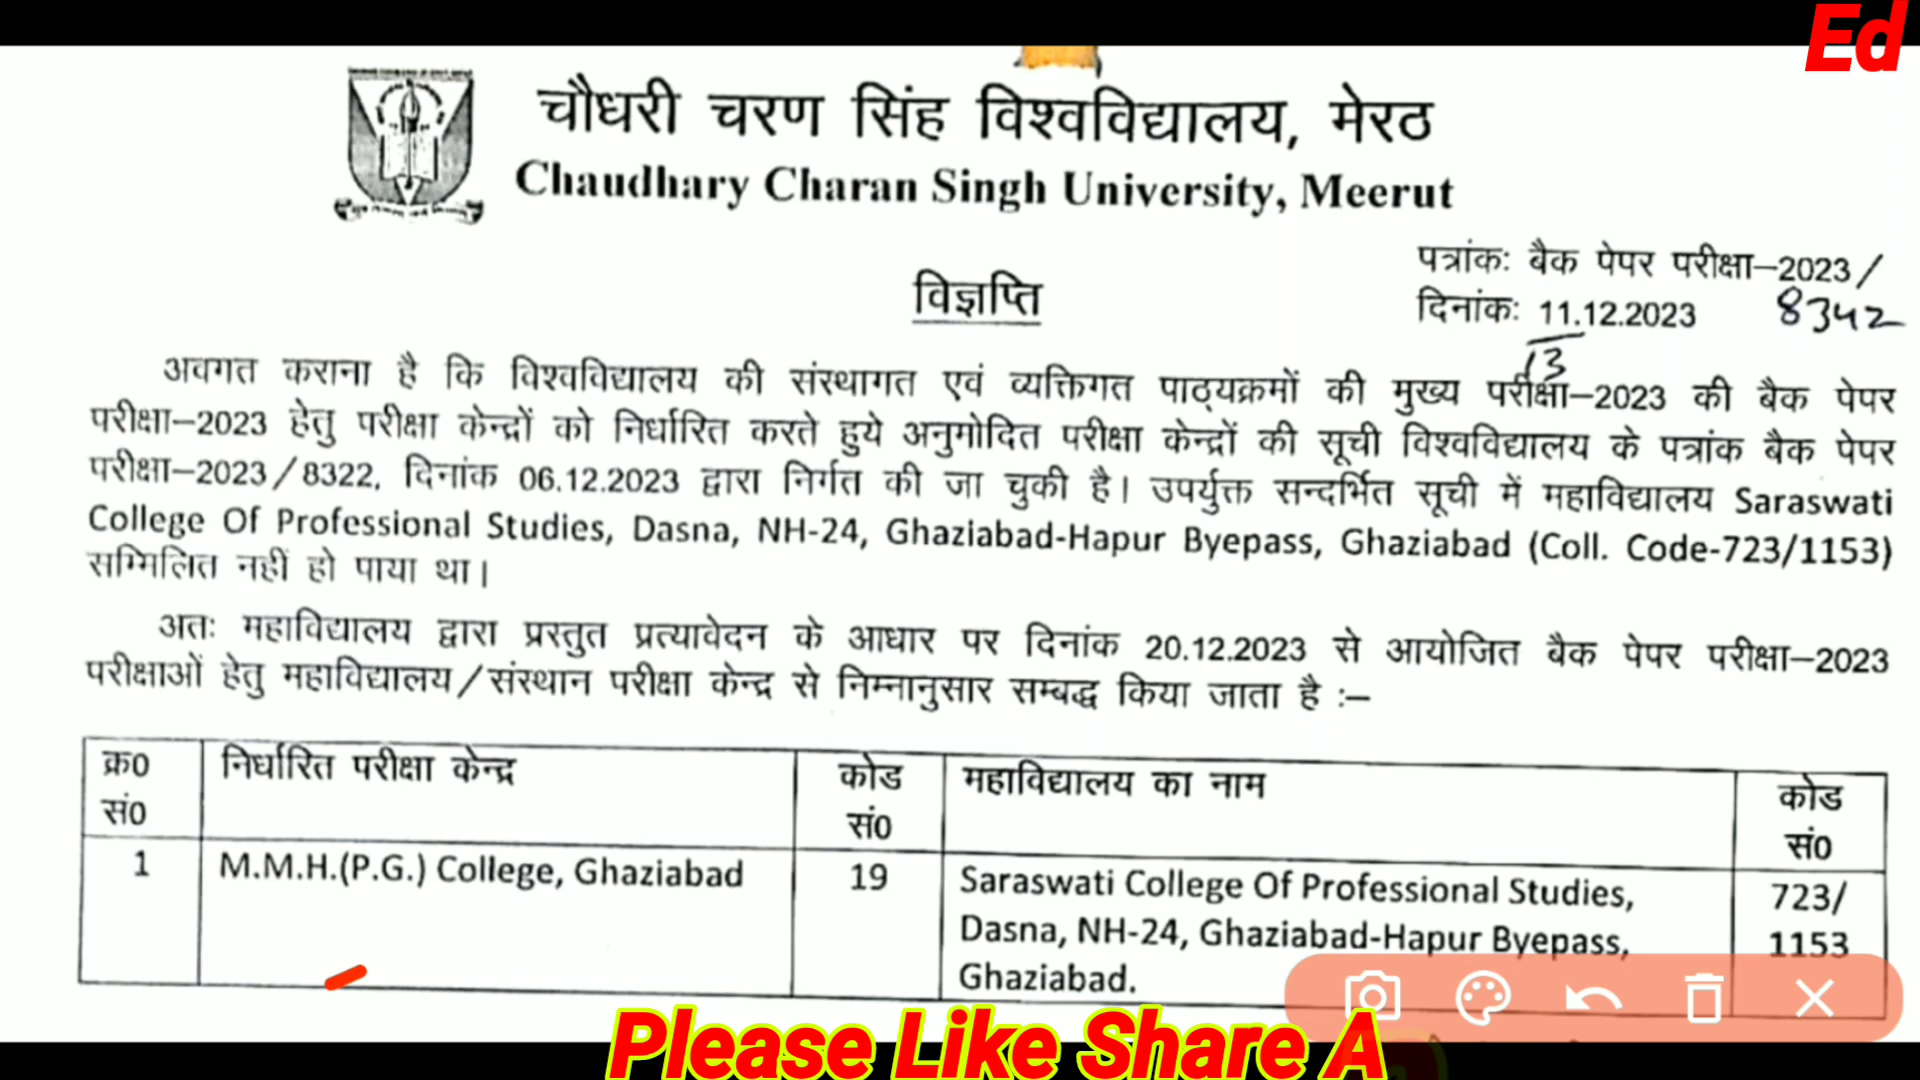 Ed
चौधरी चरण सिंह विश्वविद्यालय, मेरठ
Chaudhary Charan Singh University, Meerut
पत्रांकः बैक पेपर परीक्षा–2023/
8342
दिनांकः 11.12.2023
13
विज्ञप्ति
अवगत कराना है कि विश्वविद्यालय की संस्थागत एवं व्यक्तिगत पाठ्यक्रमों की मुख्य परीक्षा–2023 की बैक पेपर
परीक्षा–2023 हेतु परीक्षा केन्द्रों को निर्धारित करते हुये अनुमोदित परीक्षा केन्द्रों की सूची विश्वविद्यालय के पत्रांक बैक पेपर
परीक्षा–2023/8322, दिनांक 06.12.2023 द्वारा निर्गत की जा चुकी है। उपर्युक्त सन्दर्भित सूची में महाविद्यालय Saraswati
College Of Professional Studies, Dasna, NH-24, Ghaziabad-Hapur Byepass, Ghaziabad (Coll. Code-723/1153)
सम्मिलित नहीं हो पाया था।
अतः महाविद्यालय द्वारा प्रस्तुत प्रत्यावेदन के आधार पर दिनांक 20.12.2023 से आयोजित बैक पेपर परीक्षा–2023
परीक्षाओं हेतु महाविद्यालय/संस्थान परीक्षा केन्द्र से निम्नानुसार सम्बद्ध किया जाता है :–
क्र0 सं0 निर्धारित परीक्षा केन्द्र कोड सं0 महाविद्यालय का नाम कोड सं0
1 M.M.H.(P.G.) College, Ghaziabad 19 Saraswati College Of Professional Studies, 723/
Dasna, NH-24, Ghaziabad-Hapur Byepass, 1153
Ghaziabad.
Please Like Share A